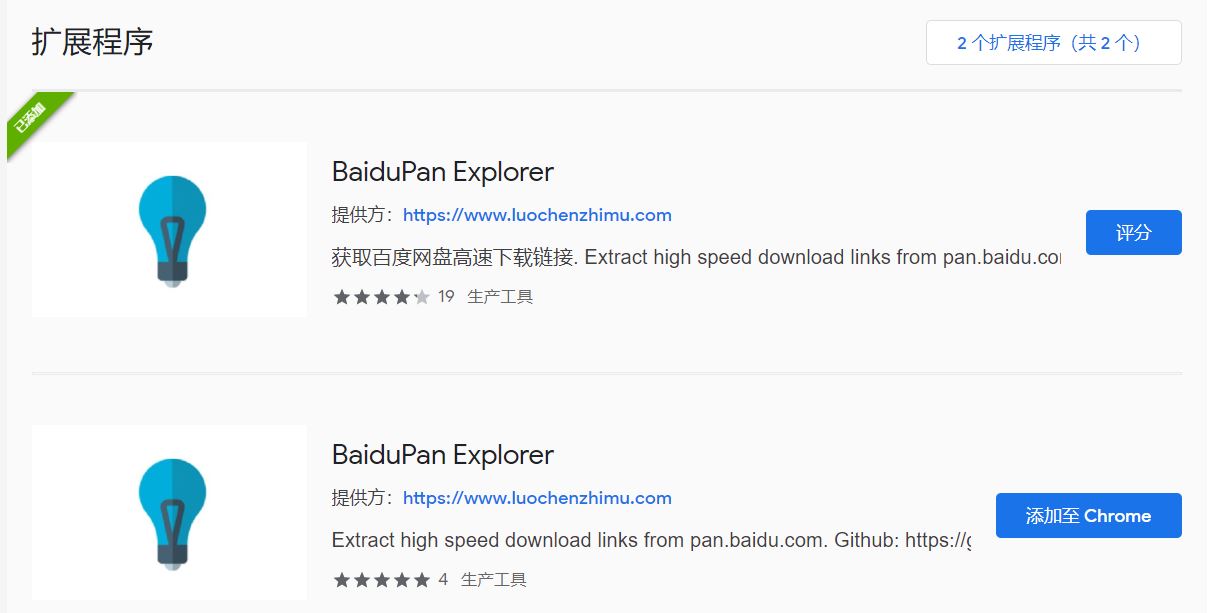 扩展程序
2 个扩展程序（共 2 个）
已添加
BaiduPan Explorer
提供方：https://www.luochenzhimu.com
获取百度网盘高速下载链接. Extract high speed download links from pan.baidu.co
评分
19 生产工具
BaiduPan Explorer
提供方：https://www.luochenzhimu.com
Extract high speed download links from pan.baidu.com. Github: https://g
添加至 Chrome
4 生产工具